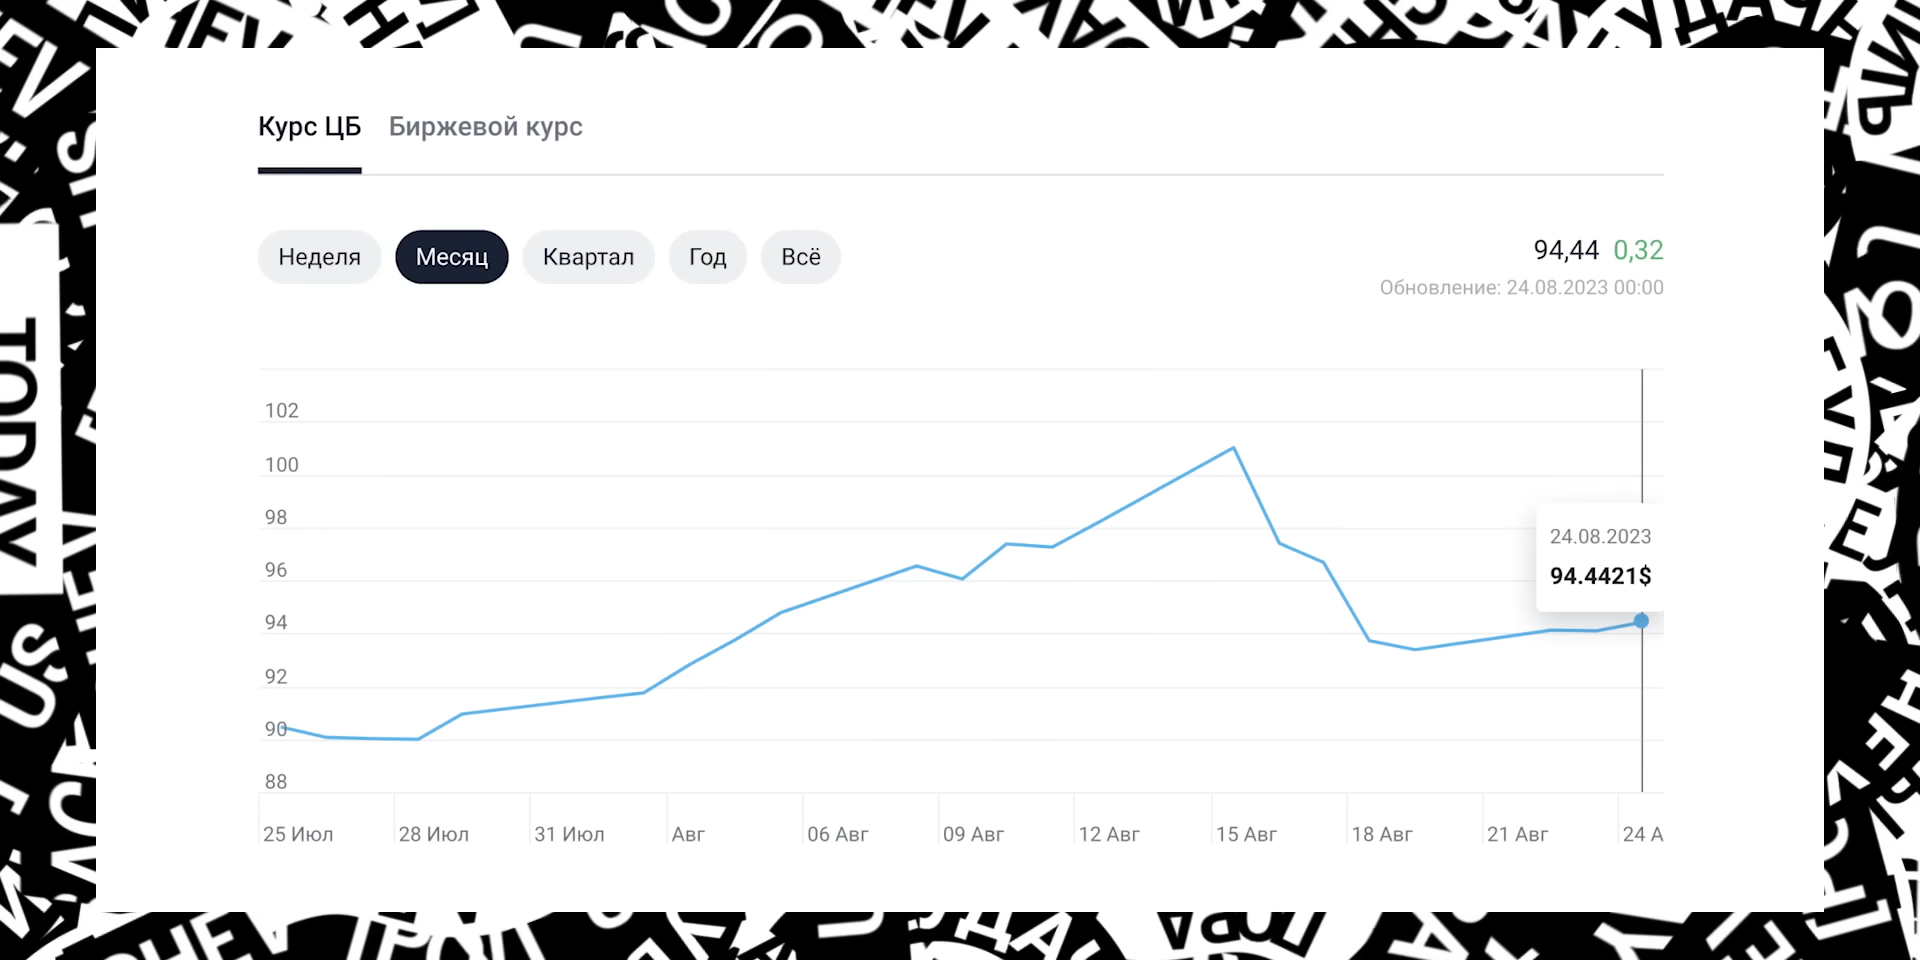 Курс ЦБ Биржевой курс
Неделя Месяц Квартал Год Всё
94,44 0,32
Обновление: 24.08.2023 00:00
102
100
98
24.08.2023
96
94.4421$
94
92
90
88
25 Июл 28 Июл 31 Июл Авг 06 Авг 09 Авг 12 Авг 15 Авг 18 Авг 21 Авг 24 А
TODAY
US